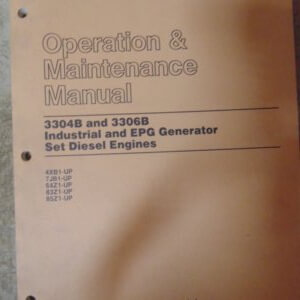 Operation &
Maintenance
Manual
3304B and 3306B
Industrial and EPG Generator
Set Diesel Engines
4XB1-UP
7JB1-UP
64Z1-UP
83Z1-UP
85Z1-UP